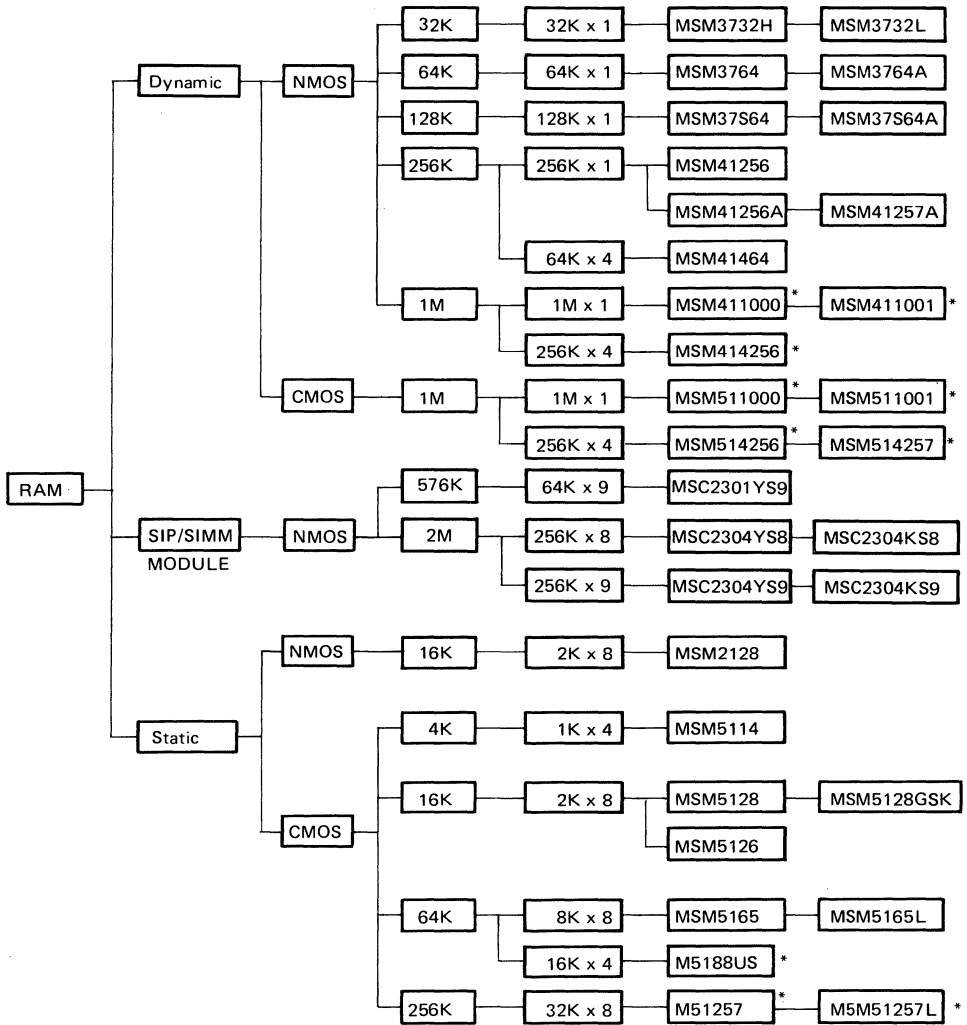 32K 32K x 1 MSM3732H MSM3732L
Dynamic NMOS 64K 64K x 1 MSM3764 MSM3764A
128K 128K x 1 MSM37S64 MSM37S64A
256K 256K x 1 MSM41256
MSM41256A MSM41257A
64K x 4 MSM41464
1M 1M x 1 MSM411000 * MSM411001 *
256K x 4 MSM414256 *
CMOS 1M 1M x 1 MSM511000 * MSM511001 *
256K x 4 MSM514256 * MSM514257 *
RAM 576K 64K x 9 MSC2301YS9
SIP/SIMM NMOS 2M 256K x 8 MSC2304YS8 MSC2304KS8
MODULE
256K x 9 MSC2304YS9 MSC2304KS9
NMOS 16K 2K x 8 MSM2128
Static 4K 1K x 4 MSM5114
16K 2K x 8 MSM5128 MSM5128GSK
CMOS MSM5126
64K 8K x 8 MSM5165 MSM5165L
16K x 4 M5188US *
256K 32K x 8 M51257 * M5M51257L *